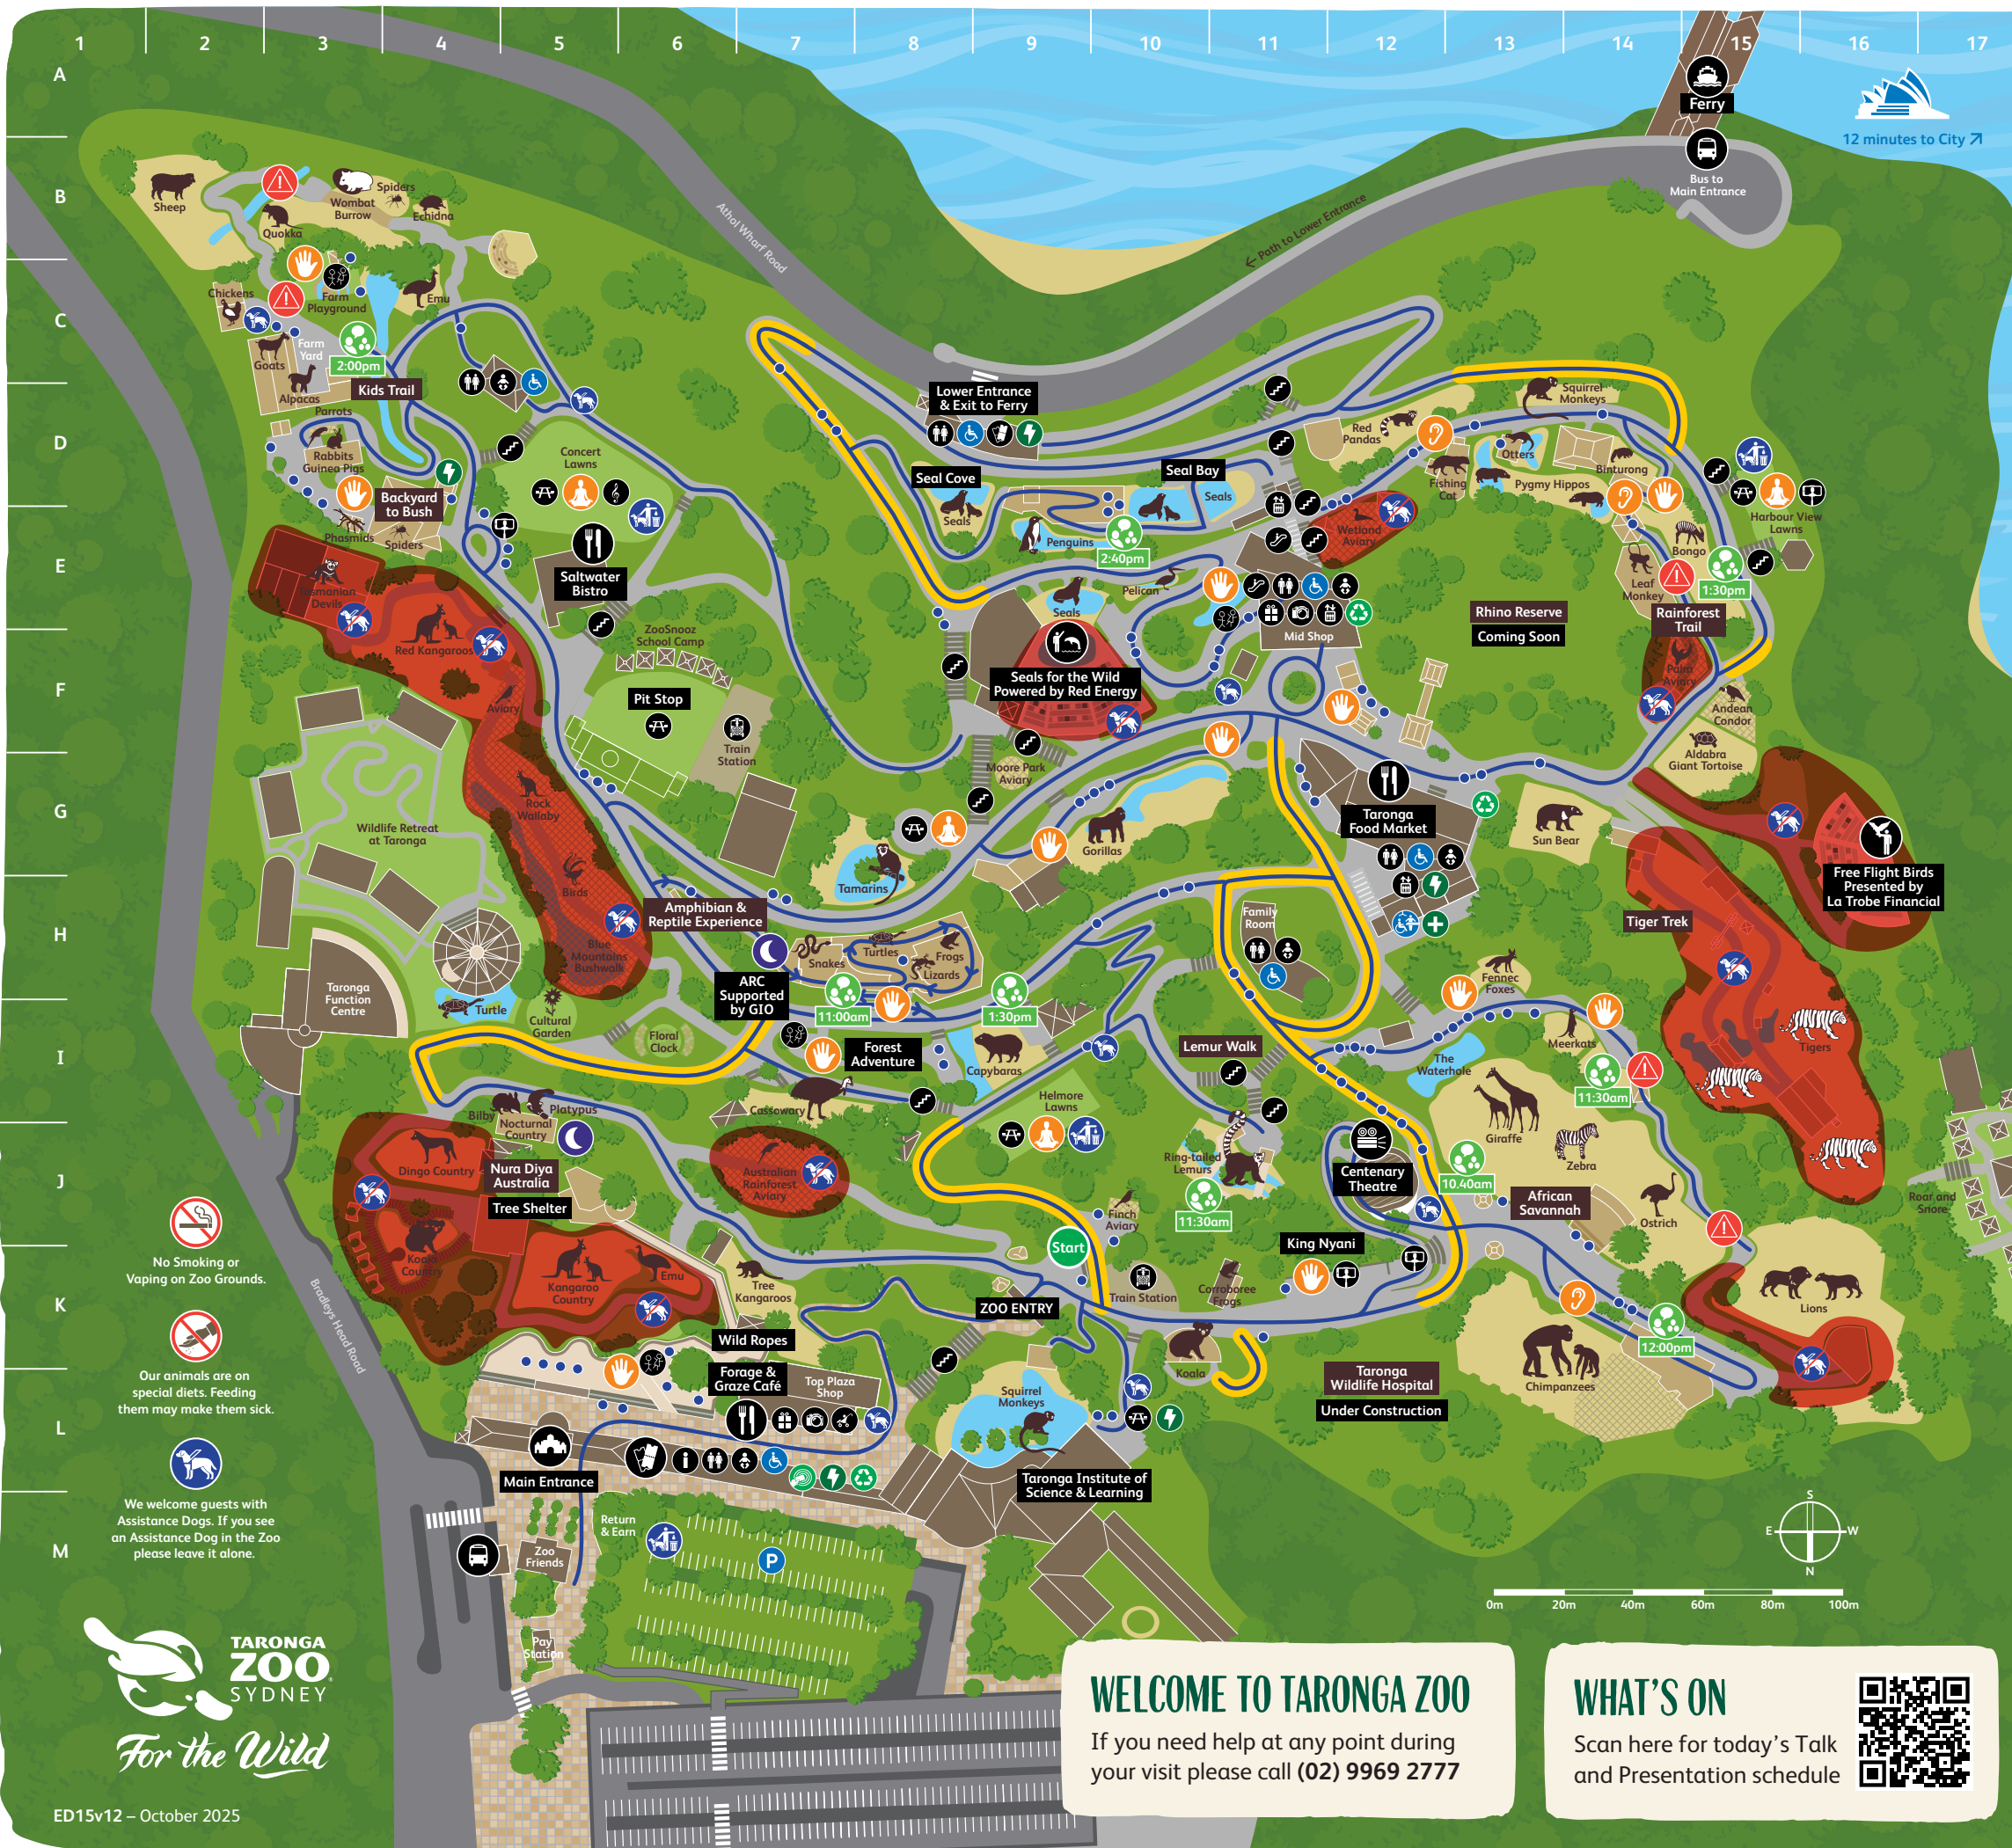 1 2 3 4 5 6 7 8 9 10 11 12 13 14 15 16 17
A
B
C
D
E
F
G
H
I
J
K
L
M
Ferry
12 minutes to City
Bus to
Main Entrance
Athol Wharf Road
Path to Lower Entrance
Sheep
Quokka
Wombat
Burrow
Spiders
Echidna
Chickens
Farm
Playground
Emu
Farm
Yard
Goats
2:00pm
Alpacas
Kids Trail
Parrots
Rabbits
Guinea Pigs
Backyard
to Bush
Phasmids
Spiders
Concert
Lawns
Saltwater
Bistro
Lower Entrance
& Exit to Ferry
Seal Cove
Seals
Seal Bay
Seals
Penguins
2:40pm
Pelican
Seals
Seals for the Wild
Powered by Red Energy
Red
Pandas
Squirrel
Monkeys
Otters
Fishing
Cat
Pygmy Hippos
Binturong
Wetland
Aviary
Mid Shop
Harbour View
Lawns
Bongo
Leaf
Monkey
1:30pm
Rainforest
Trail
Rhino Reserve
Coming Soon
Palm
Aviary
Andean
Condor
Aldabra
Giant Tortoise
Tasmanian
Devils
Red Kangaroos
Aviary
ZooSnooz
School Camp
Pit Stop
Train
Station
Rock
Wallaby
Birds
Blue
Mountains
Bushwalk
Wildlife Retreat
at Taronga
Taronga
Function
Centre
Turtle
Cultural
Garden
Floral
Clock
Moore Park
Aviary
Gorillas
Tamarins
Taronga
Food Market
Sun Bear
Free Flight Birds
Presented by
La Trobe Financial
Tiger Trek
Tigers
Amphibian &
Reptile Experience
Snakes
Turtles
Frogs
Lizards
ARC
Supported
by GIO
11:00am
1:30pm
Family
Room
Fennec
Foxes
Forest
Adventure
Capybaras
Lemur Walk
The
Waterhole
Meerkats
11:30am
Giraffe
Zebra
Cassowary
Helmore
Lawns
Bilby
Platypus
Nocturnal
Country
Dingo Country
Nura Diya
Australia
Tree Shelter
Koala
Country
Kangaroo
Country
Emu
Australian
Rainforest
Aviary
Ring-tailed
Lemurs
11:30am
Centenary
Theatre
10.40am
African
Savannah
Ostrich
Roar and
Snore
Finch
Aviary
Start
King Nyani
Tree
Kangaroos
ZOO ENTRY
Train Station
Corroboree
Frogs
Lions
12:00pm
Chimpanzees
Wild Ropes
Forage &
Graze Café
Top Plaza
Shop
Koala
Squirrel
Monkeys
Taronga
Wildlife Hospital
Under Construction
Main Entrance
Taronga Institute of
Science & Learning
Return
& Earn
Zoo
Friends
P
Pay
Station
Bradleys Head Road
No Smoking or
Vaping on Zoo Grounds.
Our animals are on
special diets. Feeding
them may make them sick.
We welcome guests with
Assistance Dogs. If you see
an Assistance Dog in the Zoo
please leave it alone.
S
E W
N
0m 20m 40m 60m 80m 100m
TARONGA
ZOO
SYDNEY
For the Wild
ED15v12 – October 2025
WELCOME TO TARONGA ZOO
If you need help at any point during
your visit please call (02) 9969 2777
WHAT'S ON
Scan here for today's Talk
and Presentation schedule